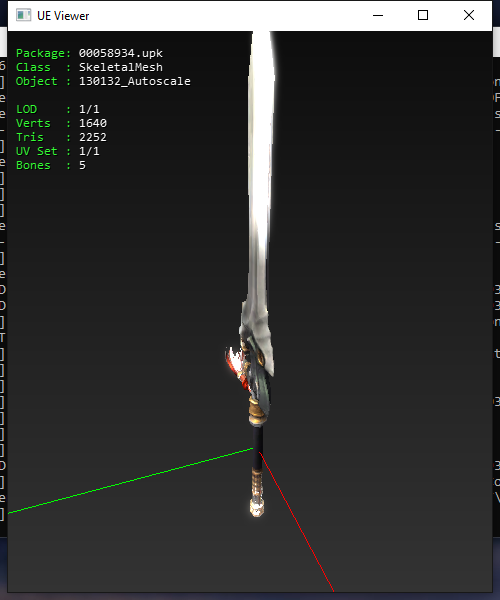 UE Viewer
Package: 00058934.upk
Class : SkeletalMesh
Object : 130132_Autoscale
LOD : 1/1
Verts : 1640
Tris : 2252
UV Set : 1/1
Bones : 5